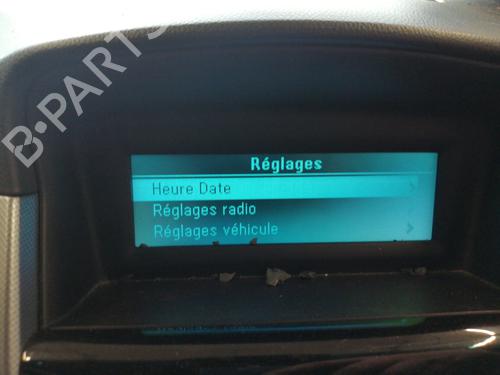 B-PARTS
Réglages
Heure Date
Réglages radio
Réglages véhicule